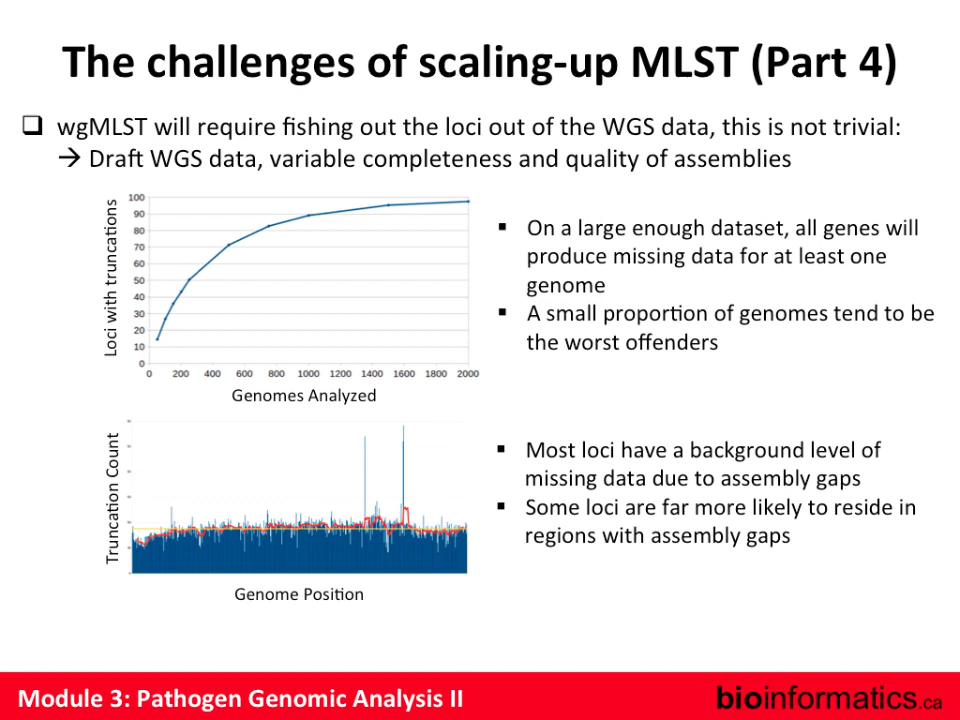 The challenges of scaling-up MLST (Part 4)
❑ wgMLST will require fishing out the loci out of the WGS data, this is not trivial:
→ Draft WGS data, variable completeness and quality of assemblies
Loci with truncations
100
90
80
70
60
50
40
30
20
10
0
0 200 400 600 800 1000 1200 1400 1600 1800 2000
Genomes Analyzed
▪ On a large enough dataset, all genes will
produce missing data for at least one
genome
▪ A small proportion of genomes tend to be
the worst offenders
Truncation Count
Genome Position
▪ Most loci have a background level of
missing data due to assembly gaps
▪ Some loci are far more likely to reside in
regions with assembly gaps
Module 3: Pathogen Genomic Analysis II
bioinformatics.ca